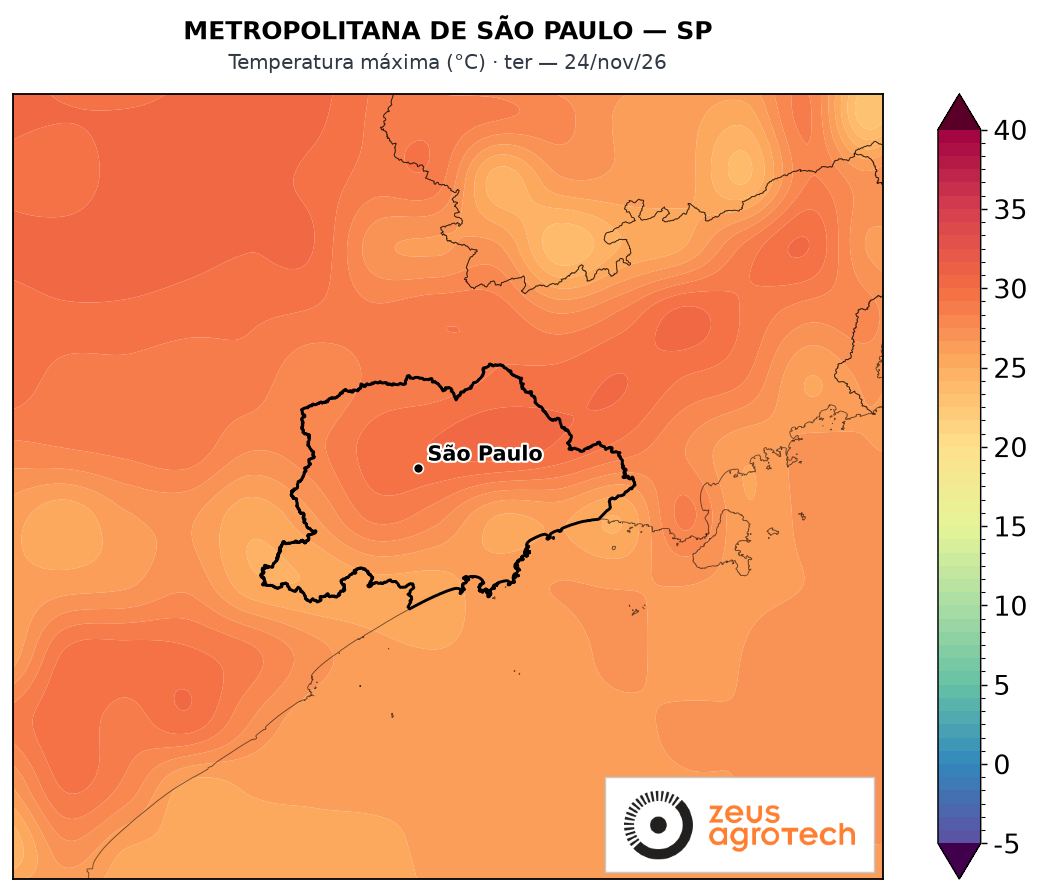 METROPOLITANA DE SÃO PAULO — SP
Temperatura máxima (°C) · ter — 24/nov/26
São Paulo
40
35
30
25
20
15
10
5
0
-5
zeus
agrotech